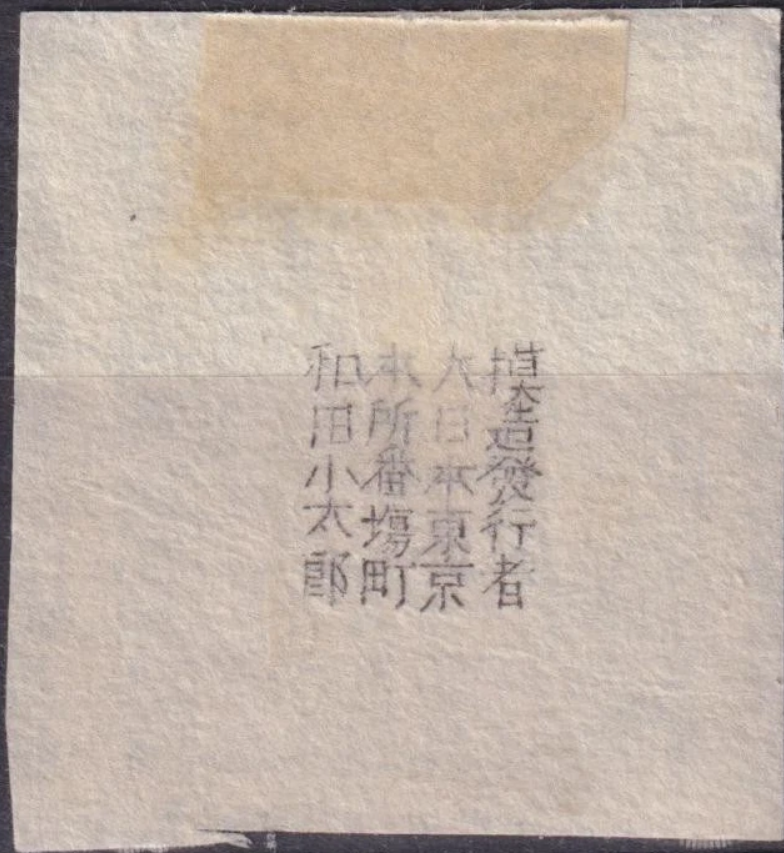 摸造發行者
大日本東京
本所番場町
和田小太郎